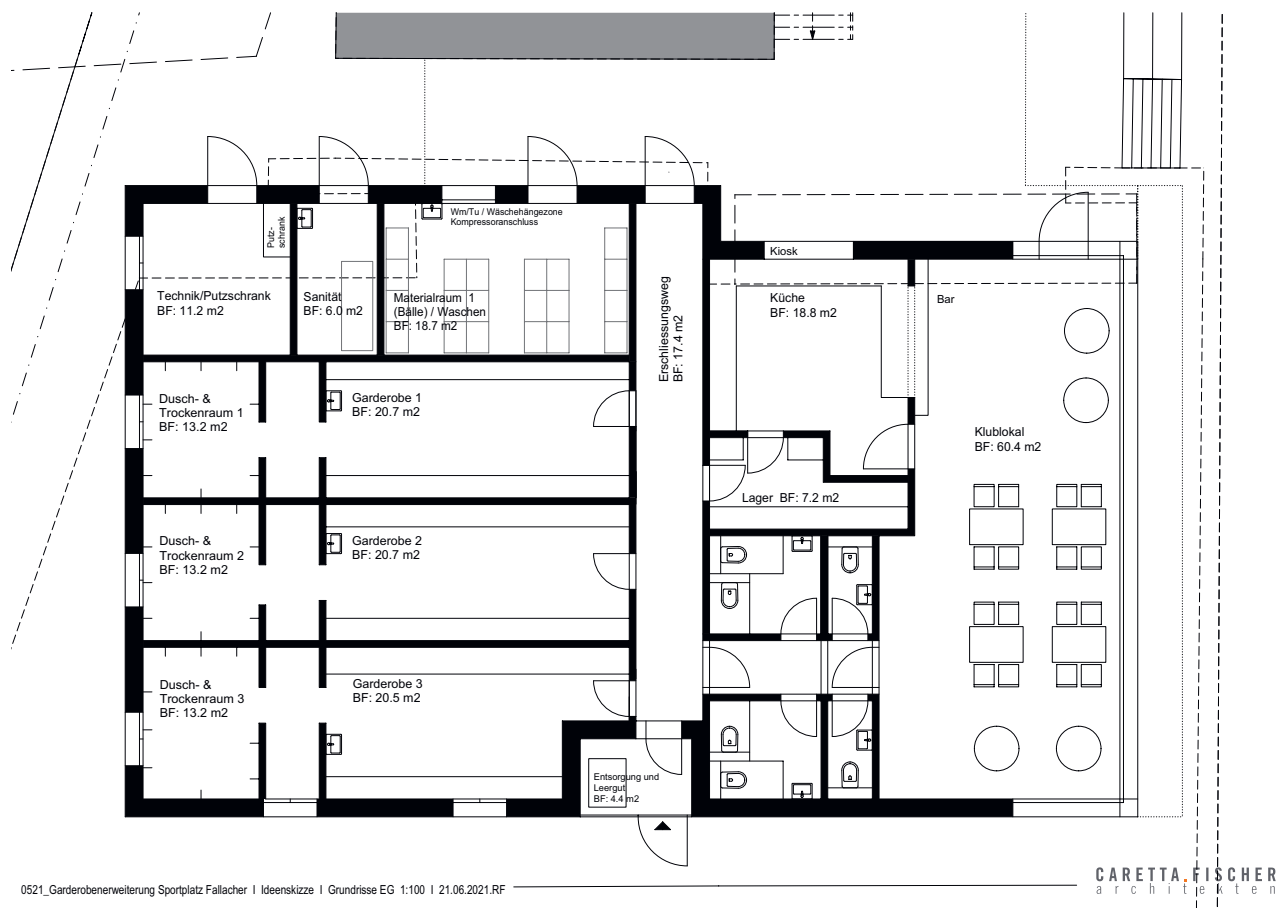 Putz-
schrank
Wm/Tu / Wäschehängezone
Kompressoranschluss
Technik/Putzschrank
BF: 11.2 m2
Sanität
BF: 6.0 m2
Materialraum 1
(Bälle) / Waschen
BF: 18.7 m2
Erschliessungsweg
BF: 17.4 m2
Kiosk
Küche
BF: 18.8 m2
Bar
Dusch- &
Trockenraum 1
BF: 13.2 m2
Garderobe 1
BF: 20.7 m2
Klublokal
BF: 60.4 m2
Lager BF: 7.2 m2
Dusch- &
Trockenraum 2
BF: 13.2 m2
Garderobe 2
BF: 20.7 m2
Dusch- &
Trockenraum 3
BF: 13.2 m2
Garderobe 3
BF: 20.5 m2
Entsorgung und
Leergut
BF: 4.4 m2
0521_Garderobenerweiterung Sportplatz Fallacher I Ideenskizze I Grundrisse EG 1:100 I 21.06.2021.RF
CARETTA.FISCHER
architekten